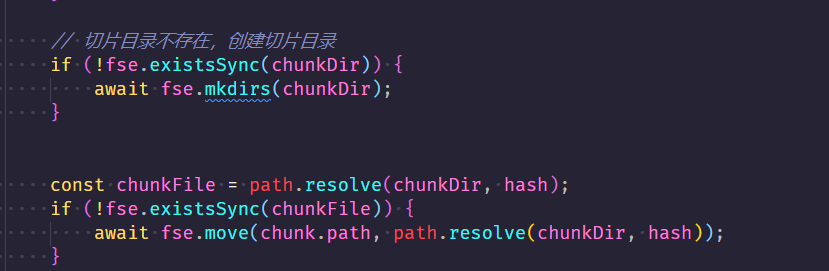 // 切片目录不存在，创建切片目录
if (!fse.existsSync(chunkDir)) {
await fse.mkdirs(chunkDir);
}
const chunkFile = path.resolve(chunkDir, hash);
if (!fse.existsSync(chunkFile)) {
await fse.move(chunk.path, path.resolve(chunkDir, hash));
}